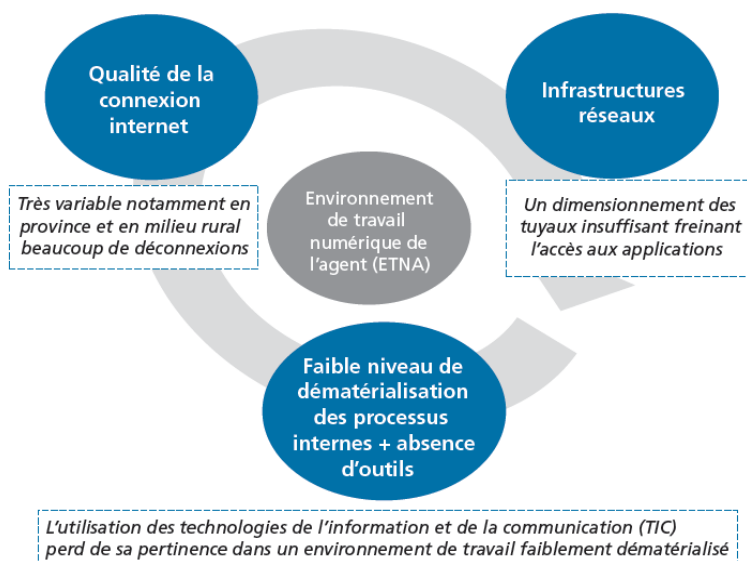 Qualité de la
connexion
internet
Infrastructures
réseaux
Très variable notamment en
province et en milieu rural
beaucoup de déconnexions
Environnement
de travail
numérique de
l'agent (ETNA)
Un dimensionnement des
tuyaux insuffisant freinant
l'accès aux applications
Faible niveau de
dématérialisation
des processus
internes + absence
d'outils
L'utilisation des technologies de l'information et de la communication (TIC)
perd de sa pertinence dans un environnement de travail faiblement dématérialisé